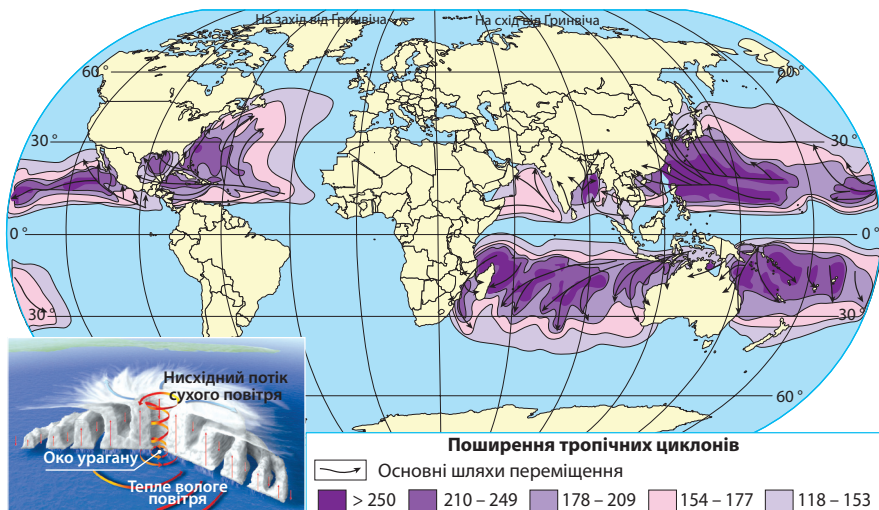 На захід від Ґринвіча
На схід від Ґринвіча
60°
60°
30°
30°
0°
0°
30°
30°
60°
Нисхідний потік
сухого повітря
Око урагану
Тепле вологе
повітря
Поширення тропічних циклонів
Основні шляхи переміщення
> 250
210 – 249
178 – 209
154 – 177
118 – 153